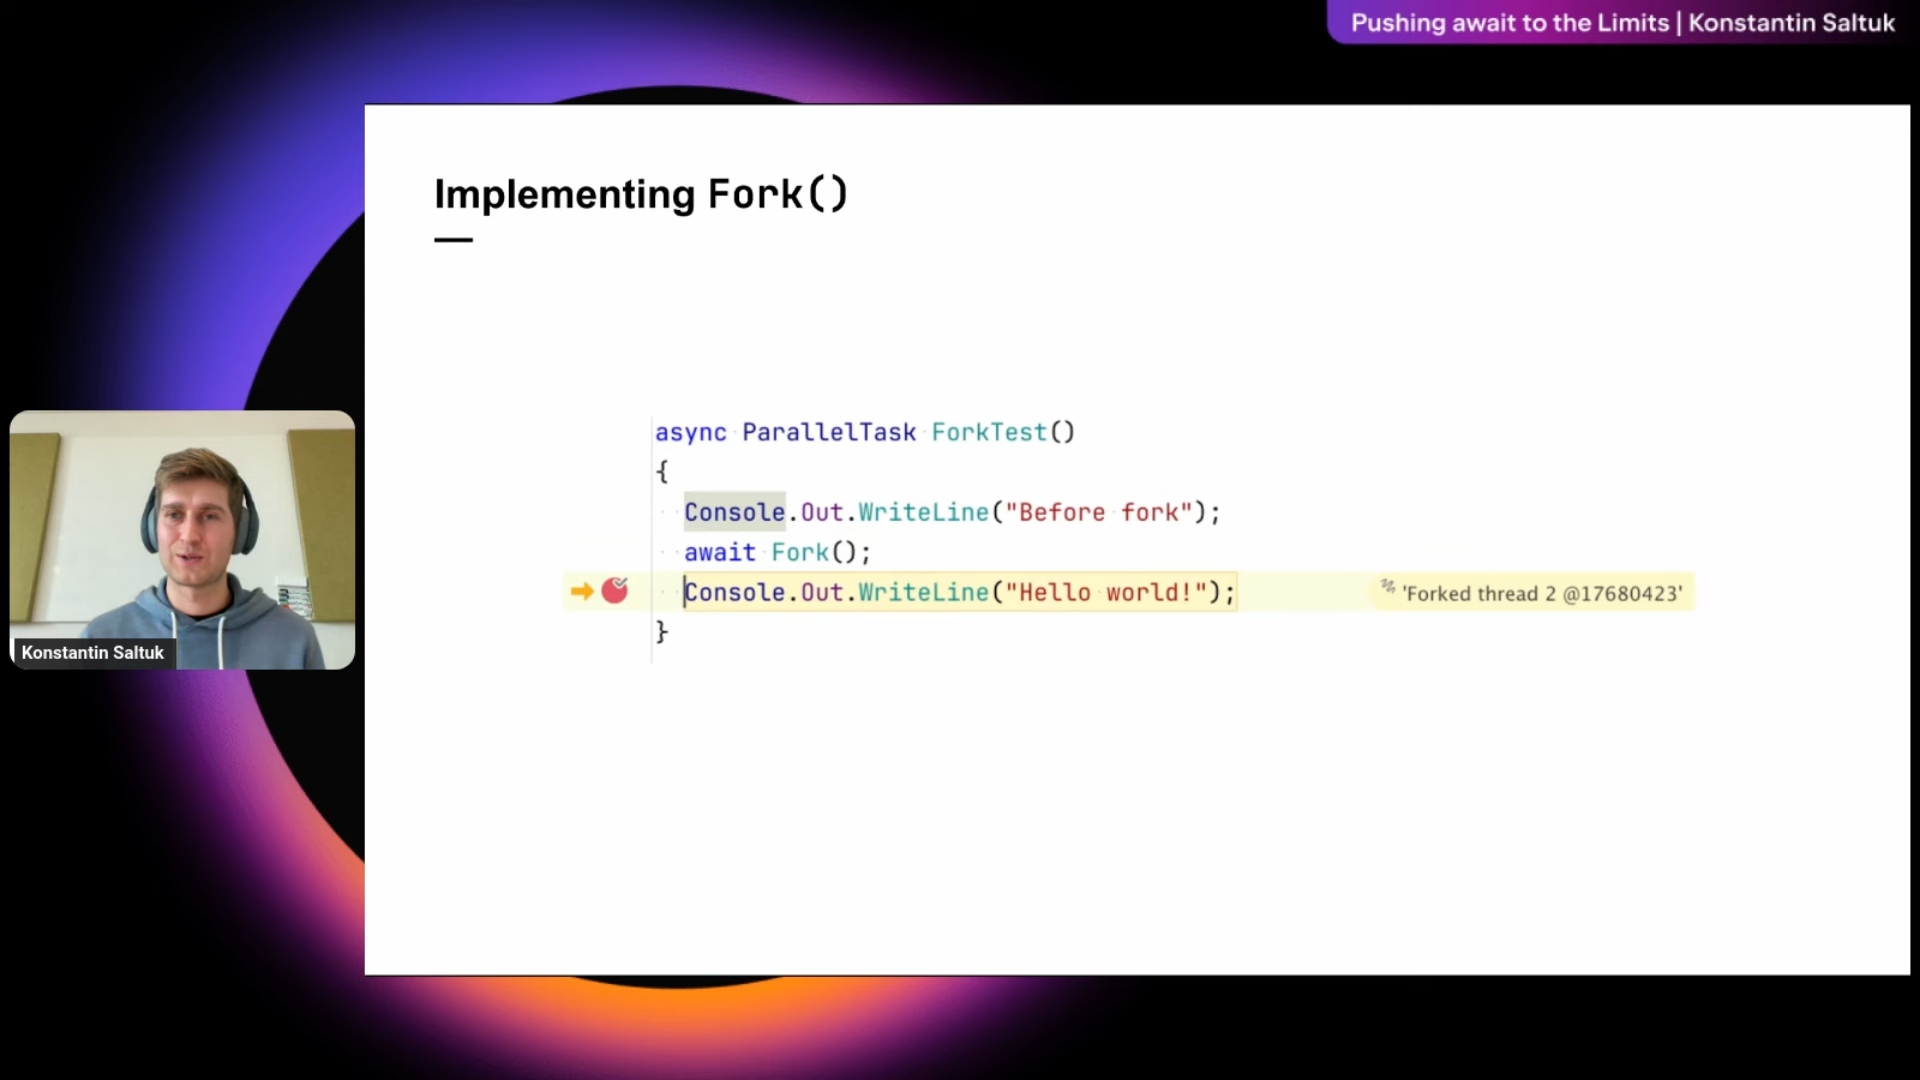 Pushing await to the Limits | Konstantin Saltuk
Implementing Fork()
async ParallelTask ForkTest()
{
Console.Out.WriteLine("Before fork");
await Fork();
Console.Out.WriteLine("Hello world!"); 'Forked thread 2 @17680423'
}
Konstantin Saltuk